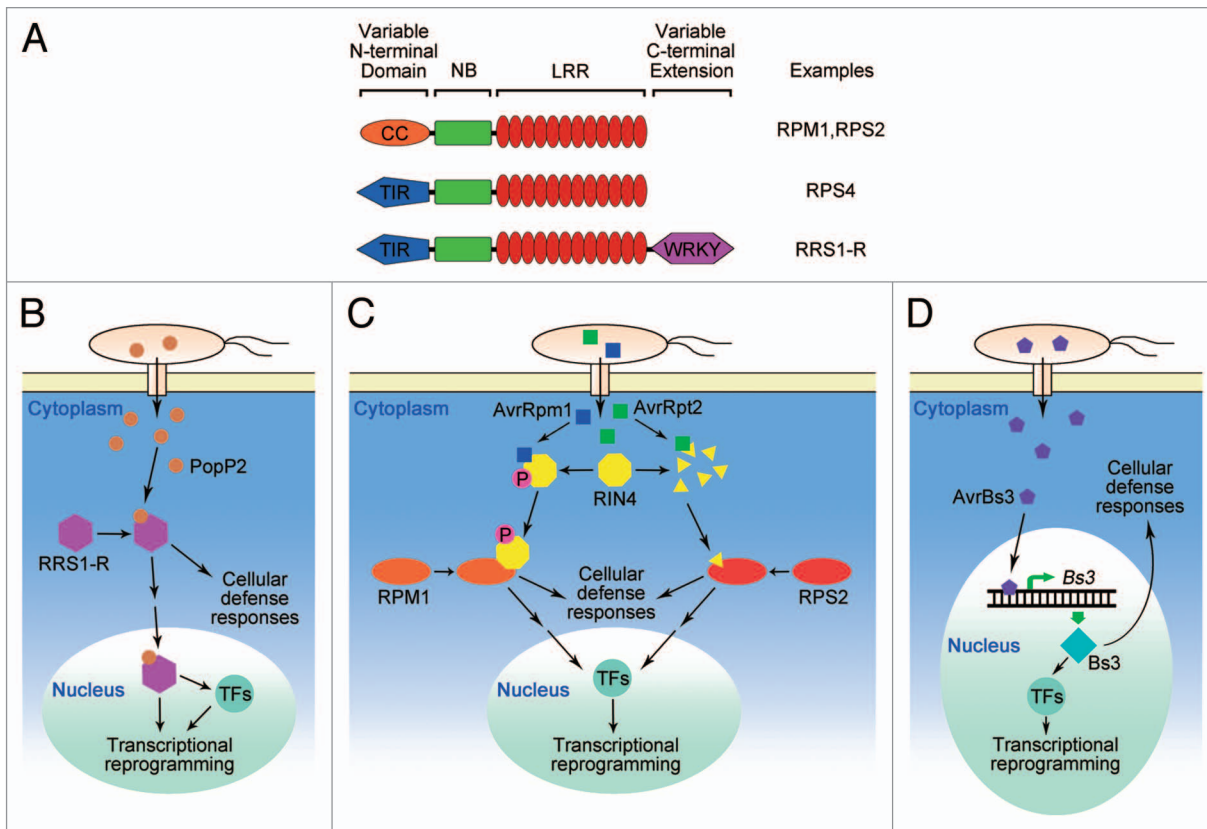 A
Variable
N-terminal
Domain
NB
LRR
Variable
C-terminal
Extension
Examples
CC
RPM1,RPS2
TIR
RPS4
TIR
WRKY
RRS1-R
B
Cytoplasm
PopP2
RRS1-R
Cellular
defense
responses
Nucleus
TFs
Transcriptional
reprogramming
C
Cytoplasm
AvrRpm1
AvrRpt2
P
RIN4
P
RPM1
Cellular
defense
responses
RPS2
Nucleus
TFs
Transcriptional
reprogramming
D
Cytoplasm
Cellular
defense
responses
AvrBs3
Bs3
Nucleus
Bs3
TFs
Transcriptional
reprogramming